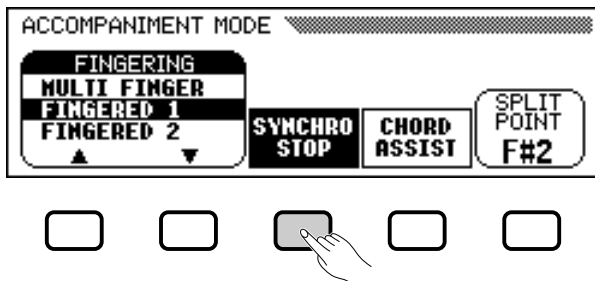 ACCOMPANIMENT MODE
FINGERING
MULTI FINGER
FINGERED 1
FINGERED 2
▲ ▼
SYNCHRO
STOP
CHORD
ASSIST
SPLIT
POINT
F#2